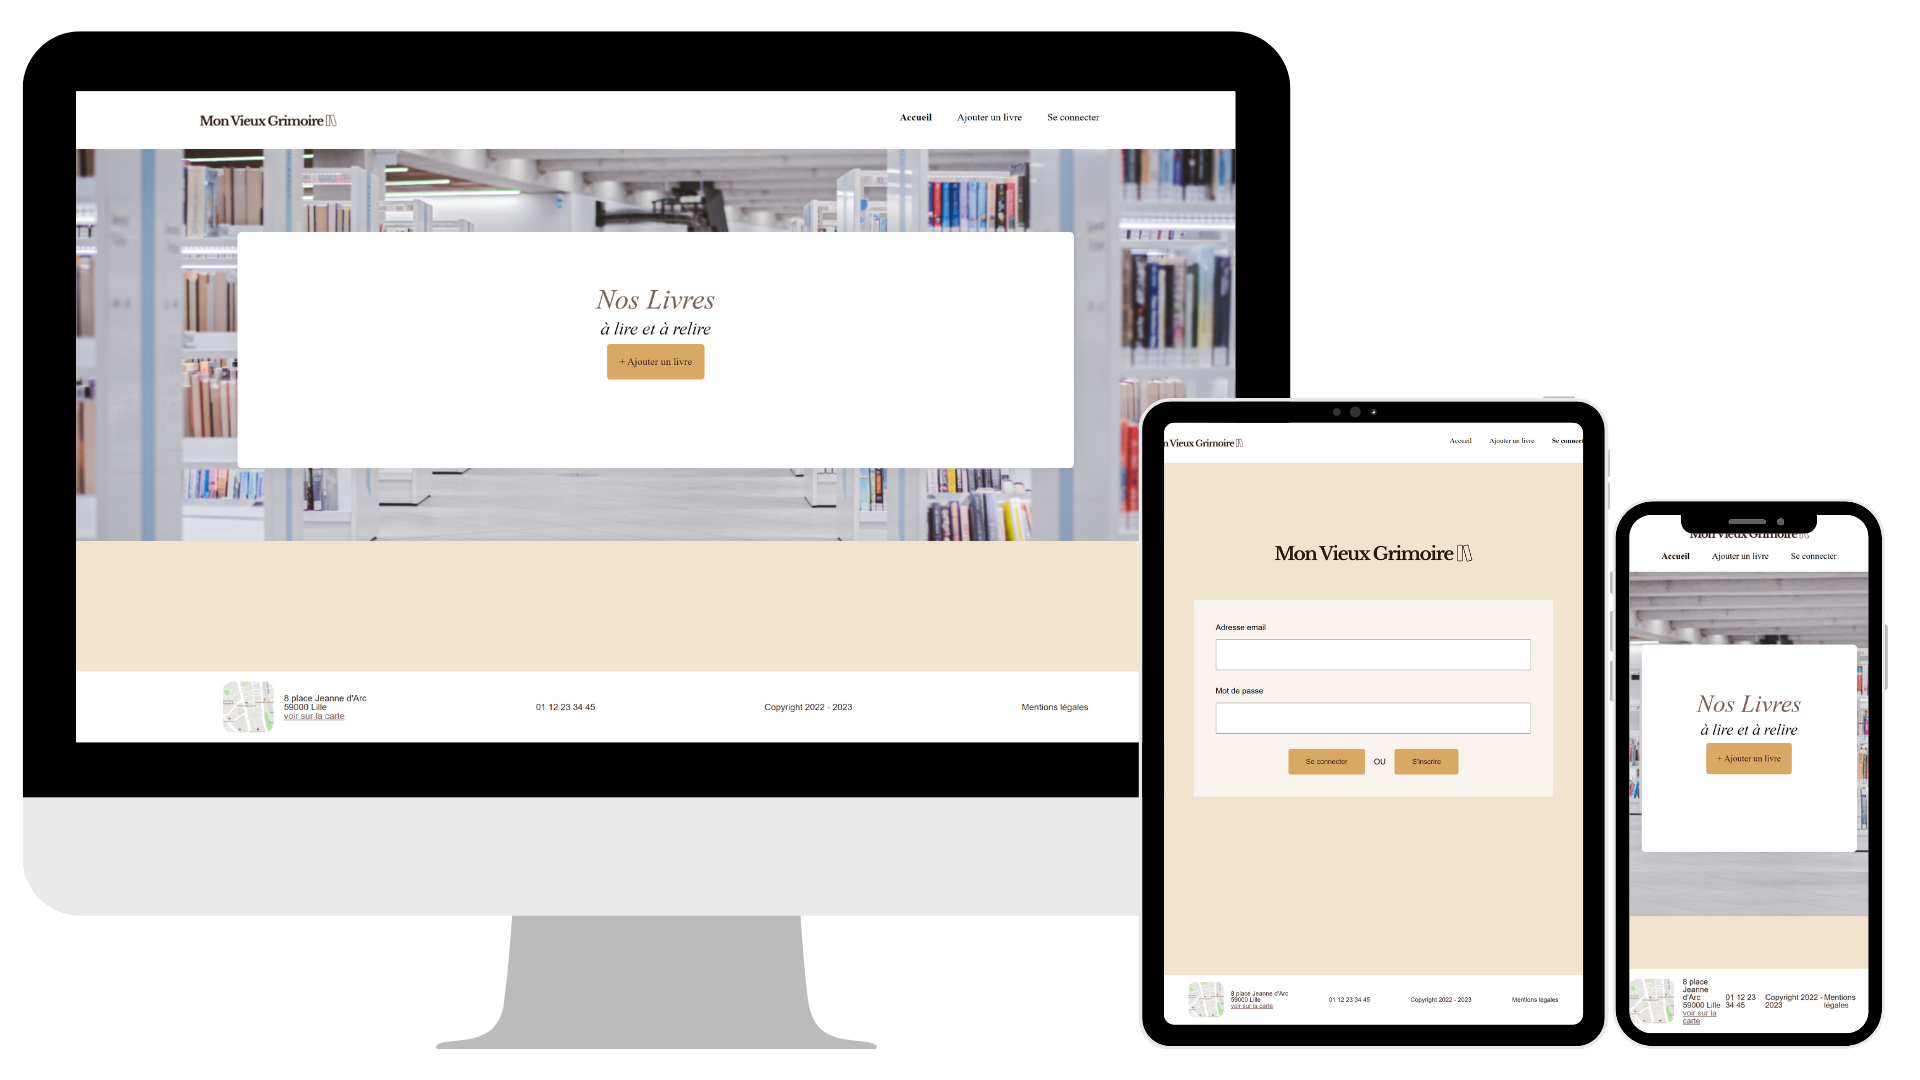 Mon Vieux Grimoire
Accueil Ajouter un livre Se connecter
Nos Livres
à lire et à relire
+ Ajouter un livre
8 place Jeanne d'Arc
59000 Lille
voir sur la carte
01 12 23 34 45
Copyright 2022 - 2023
Mentions légales
n Vieux Grimoire
Accueil Ajouter un livre Se connect
Mon Vieux Grimoire
Adresse email
Mot de passe
Se connecter OU S'inscrire
8 place Jeanne d'Arc
59000 Lille
voir sur la carte
01 12 23 34 45
Copyright 2022 - 2023
Mentions légales
Mon Vieux Grimoire
Accueil Ajouter un livre Se connecter
Nos Livres
à lire et à relire
+ Ajouter un livre
8 place
Jeanne
d'Arc
59000 Lille
voir sur la
carte
01 12 23
34 45
Copyright 2022 -
2023
Mentions
légales